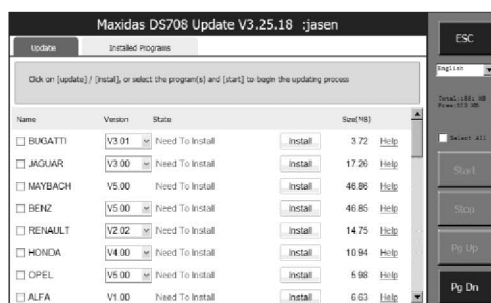 Maxidas DS708 Update V3.25.18 :jasen
Update Installed Programs
Click on [update] / [install], or select the program(s) and [start] to begin the updating process
Name Version State Size(MB)
BUGATTI V3.01 Need To Install Install 3.72 Help
JAGUAR V3.00 Need To Install Install 17.26 Help
MAYBACH V5.00 Need To Install Install 46.86 Help
BENZ V5.00 Need To Install Install 46.85 Help
RENAULT V2.02 Need To Install Install 14.75 Help
HONDA V4.00 Need To Install Install 10.94 Help
OPEL V5.00 Need To Install Install 5.98 Help
ALFA V1.00 Need To Install Install 6.63 Help
ESC
English
Select All
Start
Stop
Pg Up
Pg Dn